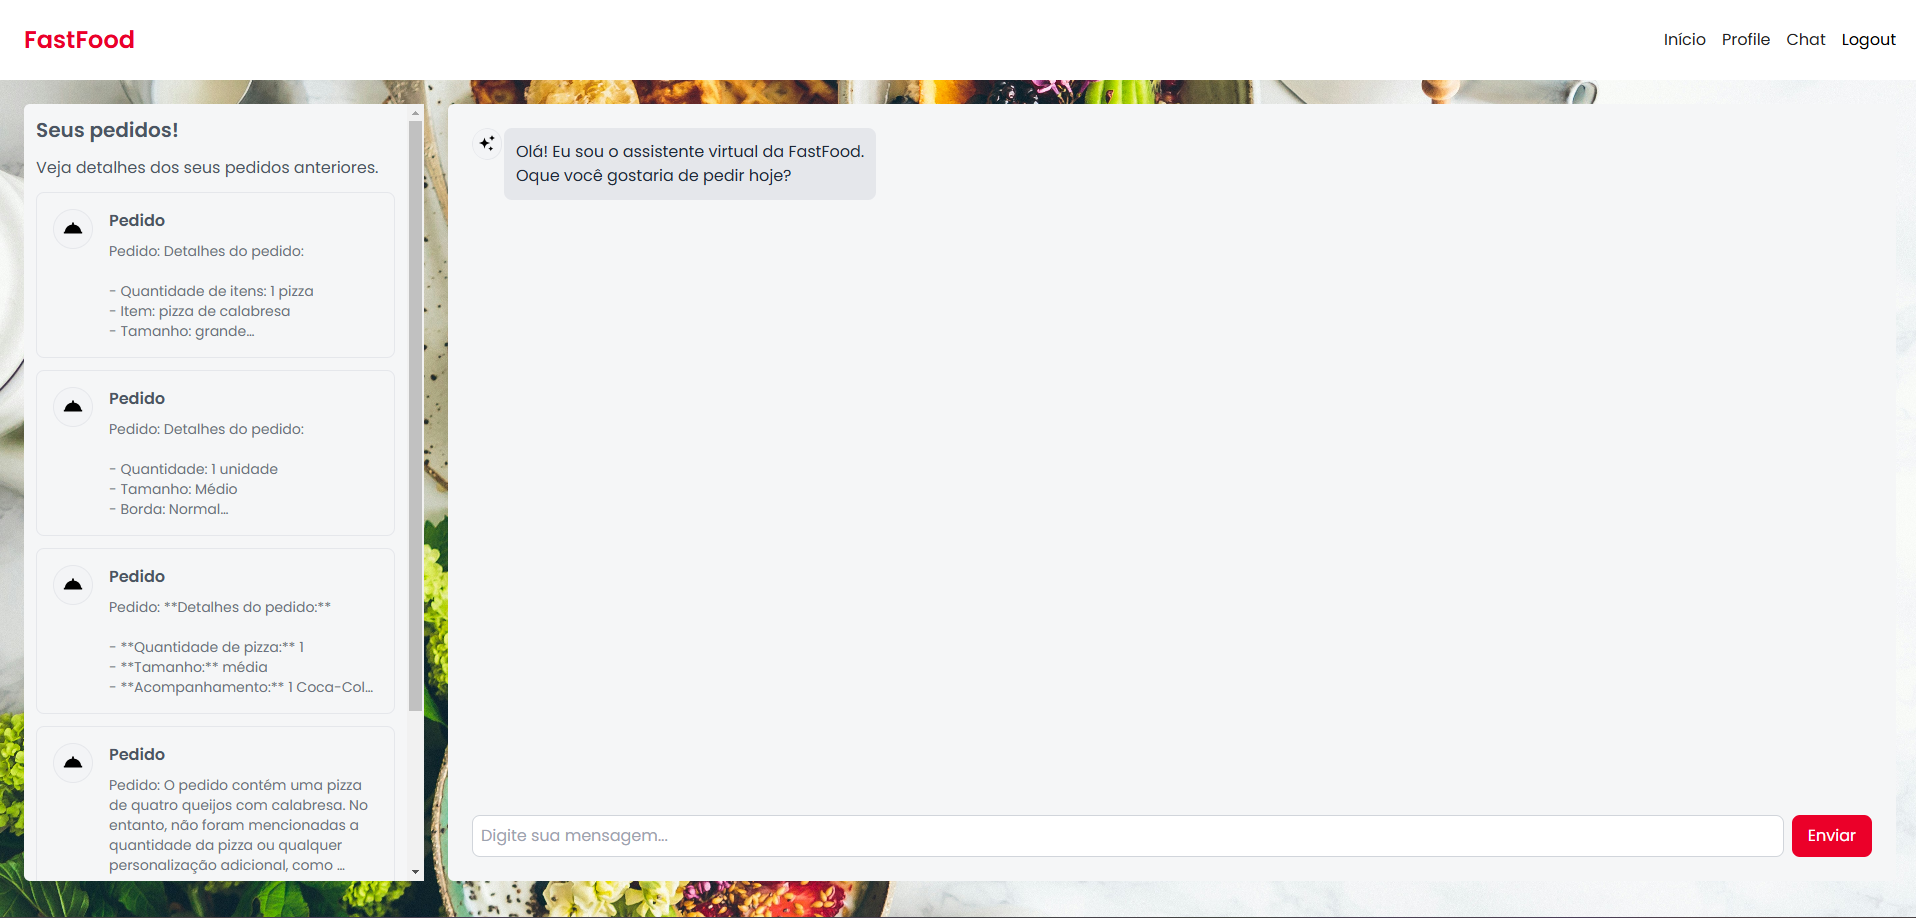 FastFood
Início Profile Chat Logout
Seus pedidos!
Veja detalhes dos seus pedidos anteriores.
Pedido
Pedido: Detalhes do pedido:
- Quantidade de itens: 1 pizza
- Item: pizza de calabresa
- Tamanho: grande...
Pedido
Pedido: Detalhes do pedido:
- Quantidade: 1 unidade
- Tamanho: Médio
- Borda: Normal...
Pedido
Pedido: **Detalhes do pedido:**
- **Quantidade de pizza:** 1
- **Tamanho:** média
- **Acompanhamento:** 1 Coca-Col...
Pedido
Pedido: O pedido contém uma pizza
de quatro queijos com calabresa. No
entanto, não foram mencionadas a
quantidade da pizza ou qualquer
personalização adicional, como ...
Olá! Eu sou o assistente virtual da FastFood.
Oque você gostaria de pedir hoje?
Digite sua mensagem...
Enviar